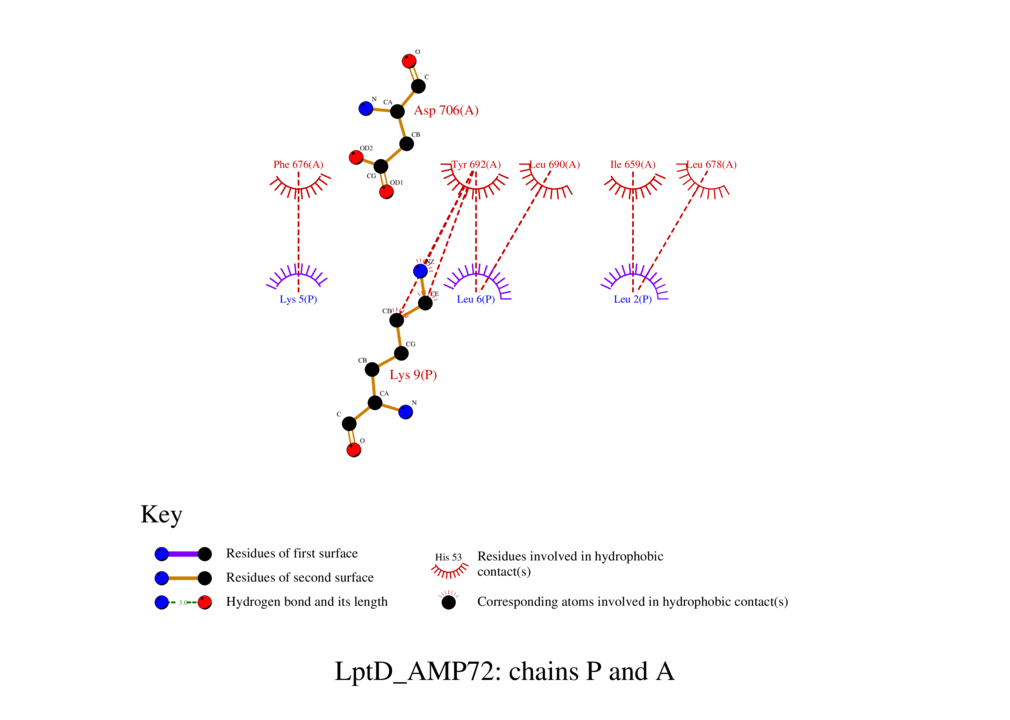 O
C
N
CA
Asp 706(A)
CB
OD2
CG
OD1
Phe 676(A)
Tyr 692(A)
Leu 690(A)
Ile 659(A)
Leu 678(A)
NZ
CE
CD
Lys 5(P)
Leu 6(P)
Leu 2(P)
CG
CB
Lys 9(P)
CA
N
C
O
Key
Residues of first surface
Residues of second surface
3.0
Hydrogen bond and its length
His 53
Residues involved in hydrophobic
contact(s)
Corresponding atoms involved in hydrophobic contact(s)
LptD_AMP72: chains P and A